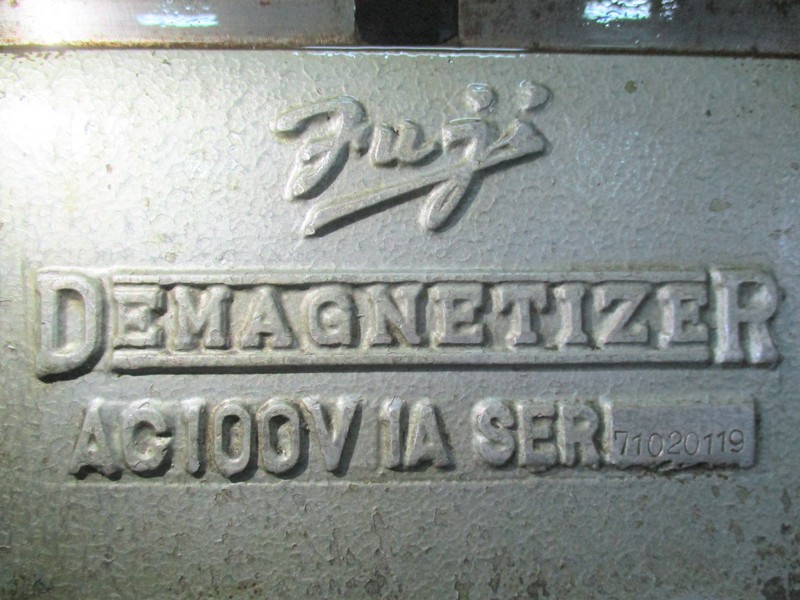 Fuji
DEMAGNETIZER
AC100V 1A SER 71020119